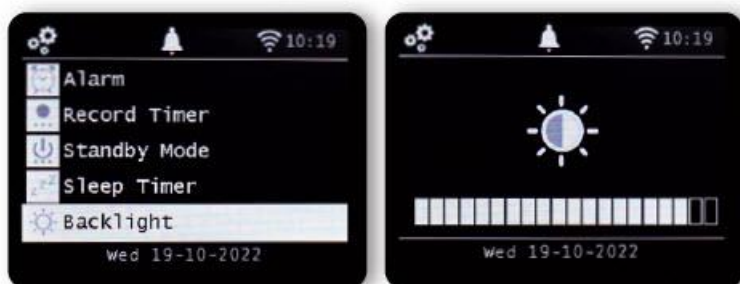 10:19
Alarm
Record Timer
Standby Mode
Sleep Timer
Backlight
Wed 19-10-2022
10:19
Wed 19-10-2022